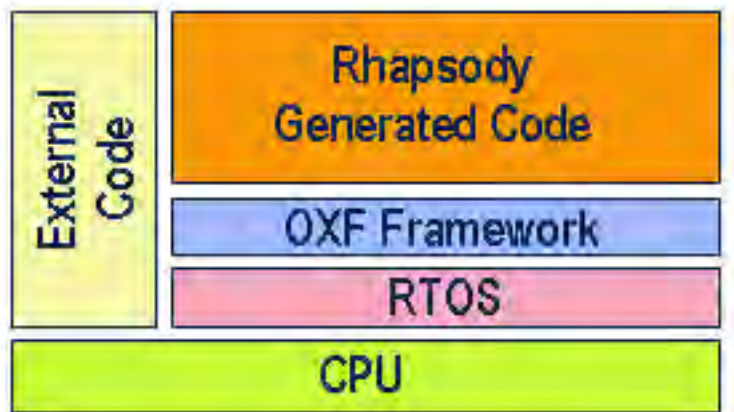 External
Code
Rhapsody
Generated Code
OXF Framework
RTOS
CPU